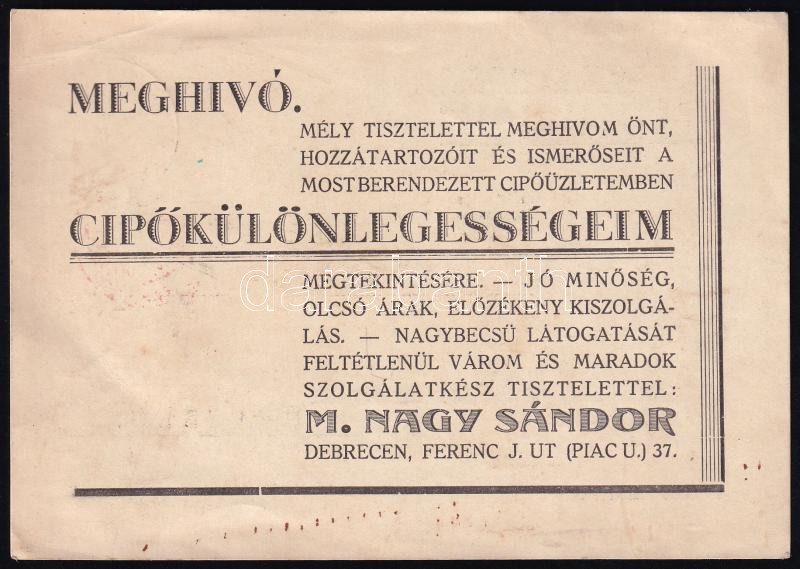 MEGHIVÓ.
MÉLY TISZTELETTEL MEGHIVOM ÖNT,
HOZZÁTARTOZÓIT ÉS ISMERŐSEIT A
MOST BERENDEZETT CIPŐÜZLETEMBEN
CIPŐKÜLÖNLEGESSÉGEIM
MEGTEKINTÉSÉRE. — JÓ MINŐSÉG,
OLCSÓ ÁRAK, ELŐZÉKENY KISZOLGÁ-
LÁS. — NAGYBECSÜ LÁTOGATÁSÁT
FELTÉTLENÜL VÁROM ÉS MARADOK
SZOLGÁLATKÉSZ TISZTELETTEL:
M. NAGY SÁNDOR
DEBRECEN, FERENC J. UT (PIAC U.) 37.
darabanth